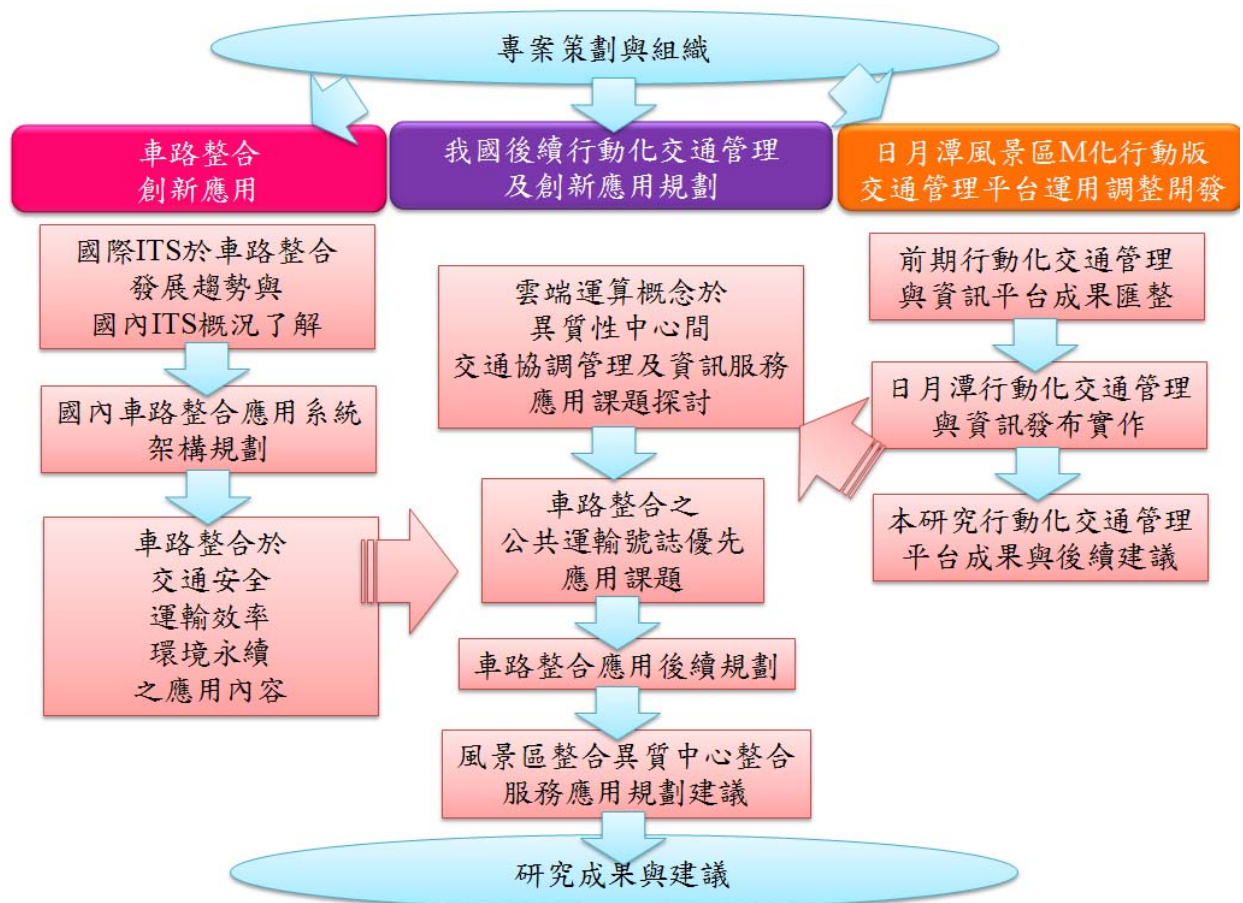 專案策劃與組織
車路整合
創新應用
我國後續行動化交通管理
及創新應用規劃
日月潭風景區M化行動版
交通管理平台運用調整開發
國際ITS於車路整合
發展趨勢與
國內ITS概況了解
國內車路整合應用系統
架構規劃
車路整合於
交通安全
運輸效率
環境永續
之應用內容
雲端運算概念於
異質性中心間
交通協調管理及資訊服務
應用課題探討
車路整合之
公共運輸號誌優先
應用課題
車路整合應用後續規劃
風景區整合異質中心整合
服務應用規劃建議
前期行動化交通管理
與資訊平台成果匯整
日月潭行動化交通管理
與資訊發布實作
本研究行動化交通管理
平台成果與後續建議
研究成果與建議